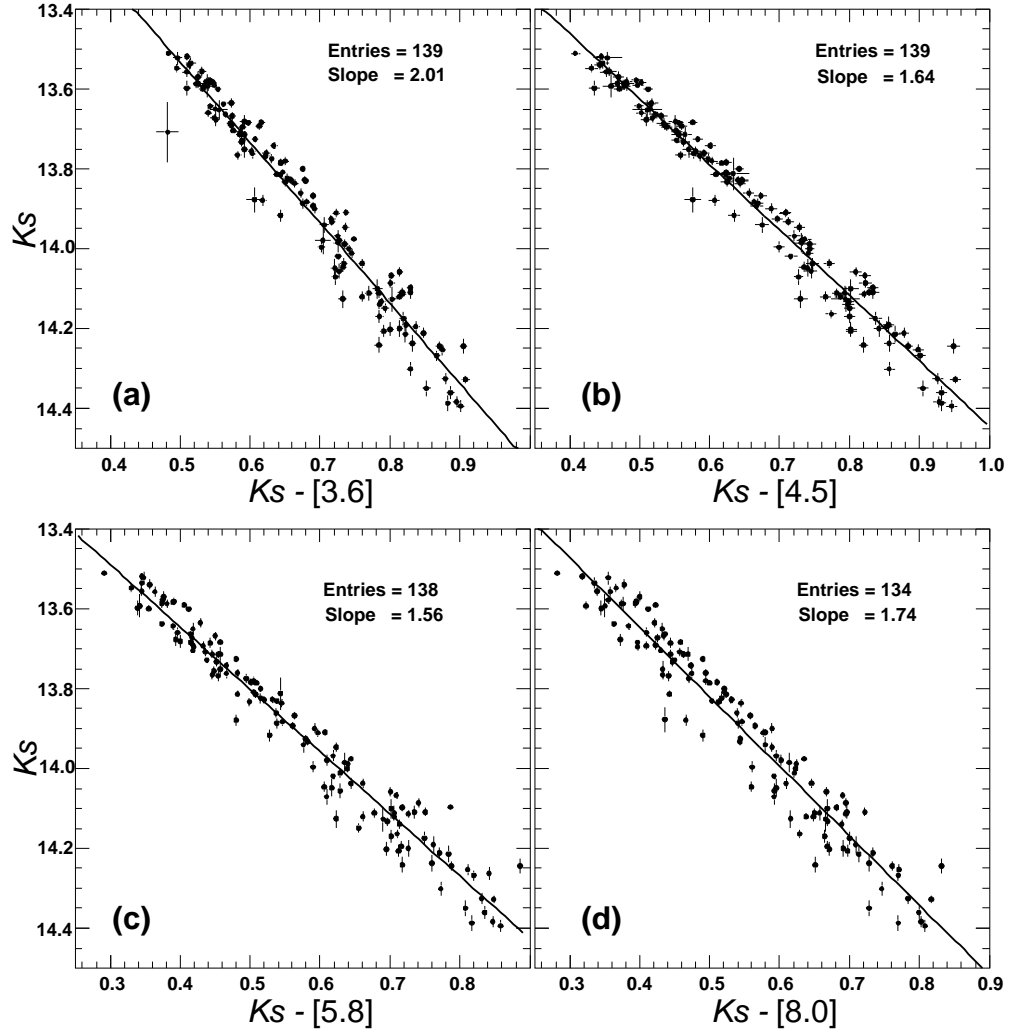 13.4
13.6
13.8
14.0
14.2
14.4
Ks
Entries = 139
Slope = 2.01
(a)
0.4 0.5 0.6 0.7 0.8 0.9
Ks - [3.6]
Entries = 139
Slope = 1.64
(b)
0.4 0.5 0.6 0.7 0.8 0.9 1.0
Ks - [4.5]
13.4
13.6
13.8
14.0
14.2
14.4
Ks
Entries = 138
Slope = 1.56
(c)
0.3 0.4 0.5 0.6 0.7 0.8
Ks - [5.8]
Entries = 134
Slope = 1.74
(d)
0.3 0.4 0.5 0.6 0.7 0.8 0.9
Ks - [8.0]